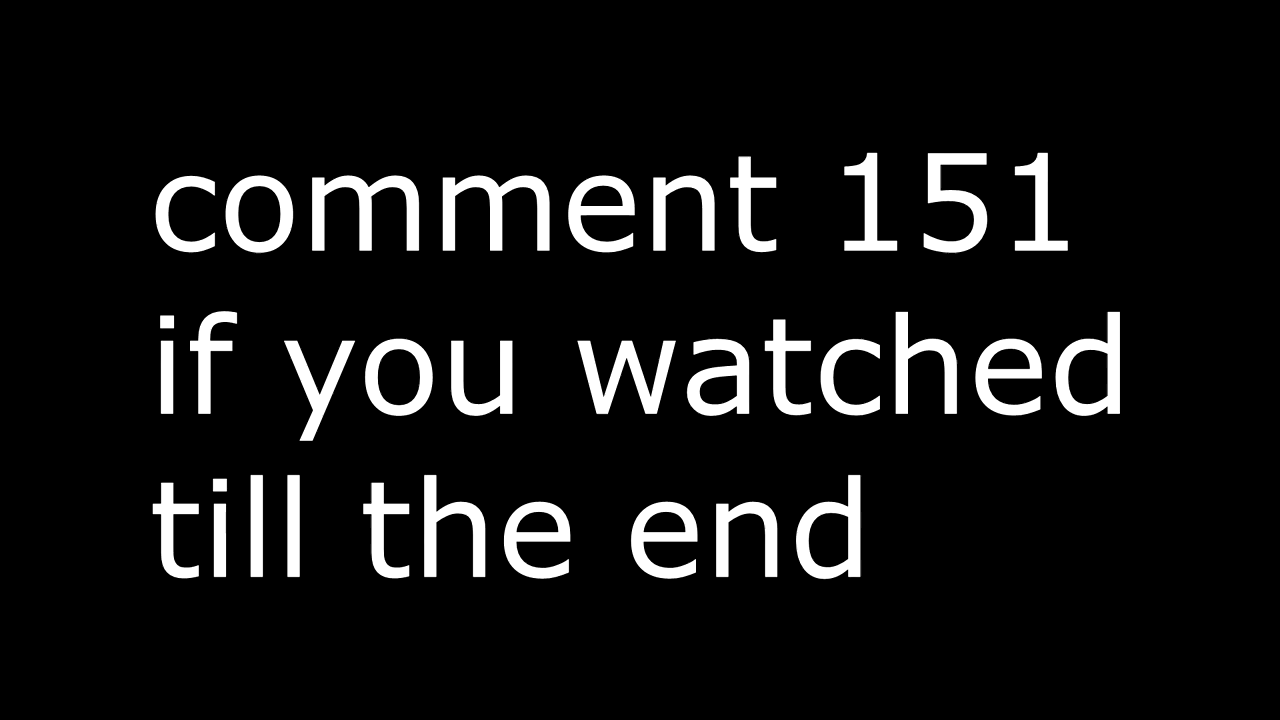 comment 151
if you watched
till the end